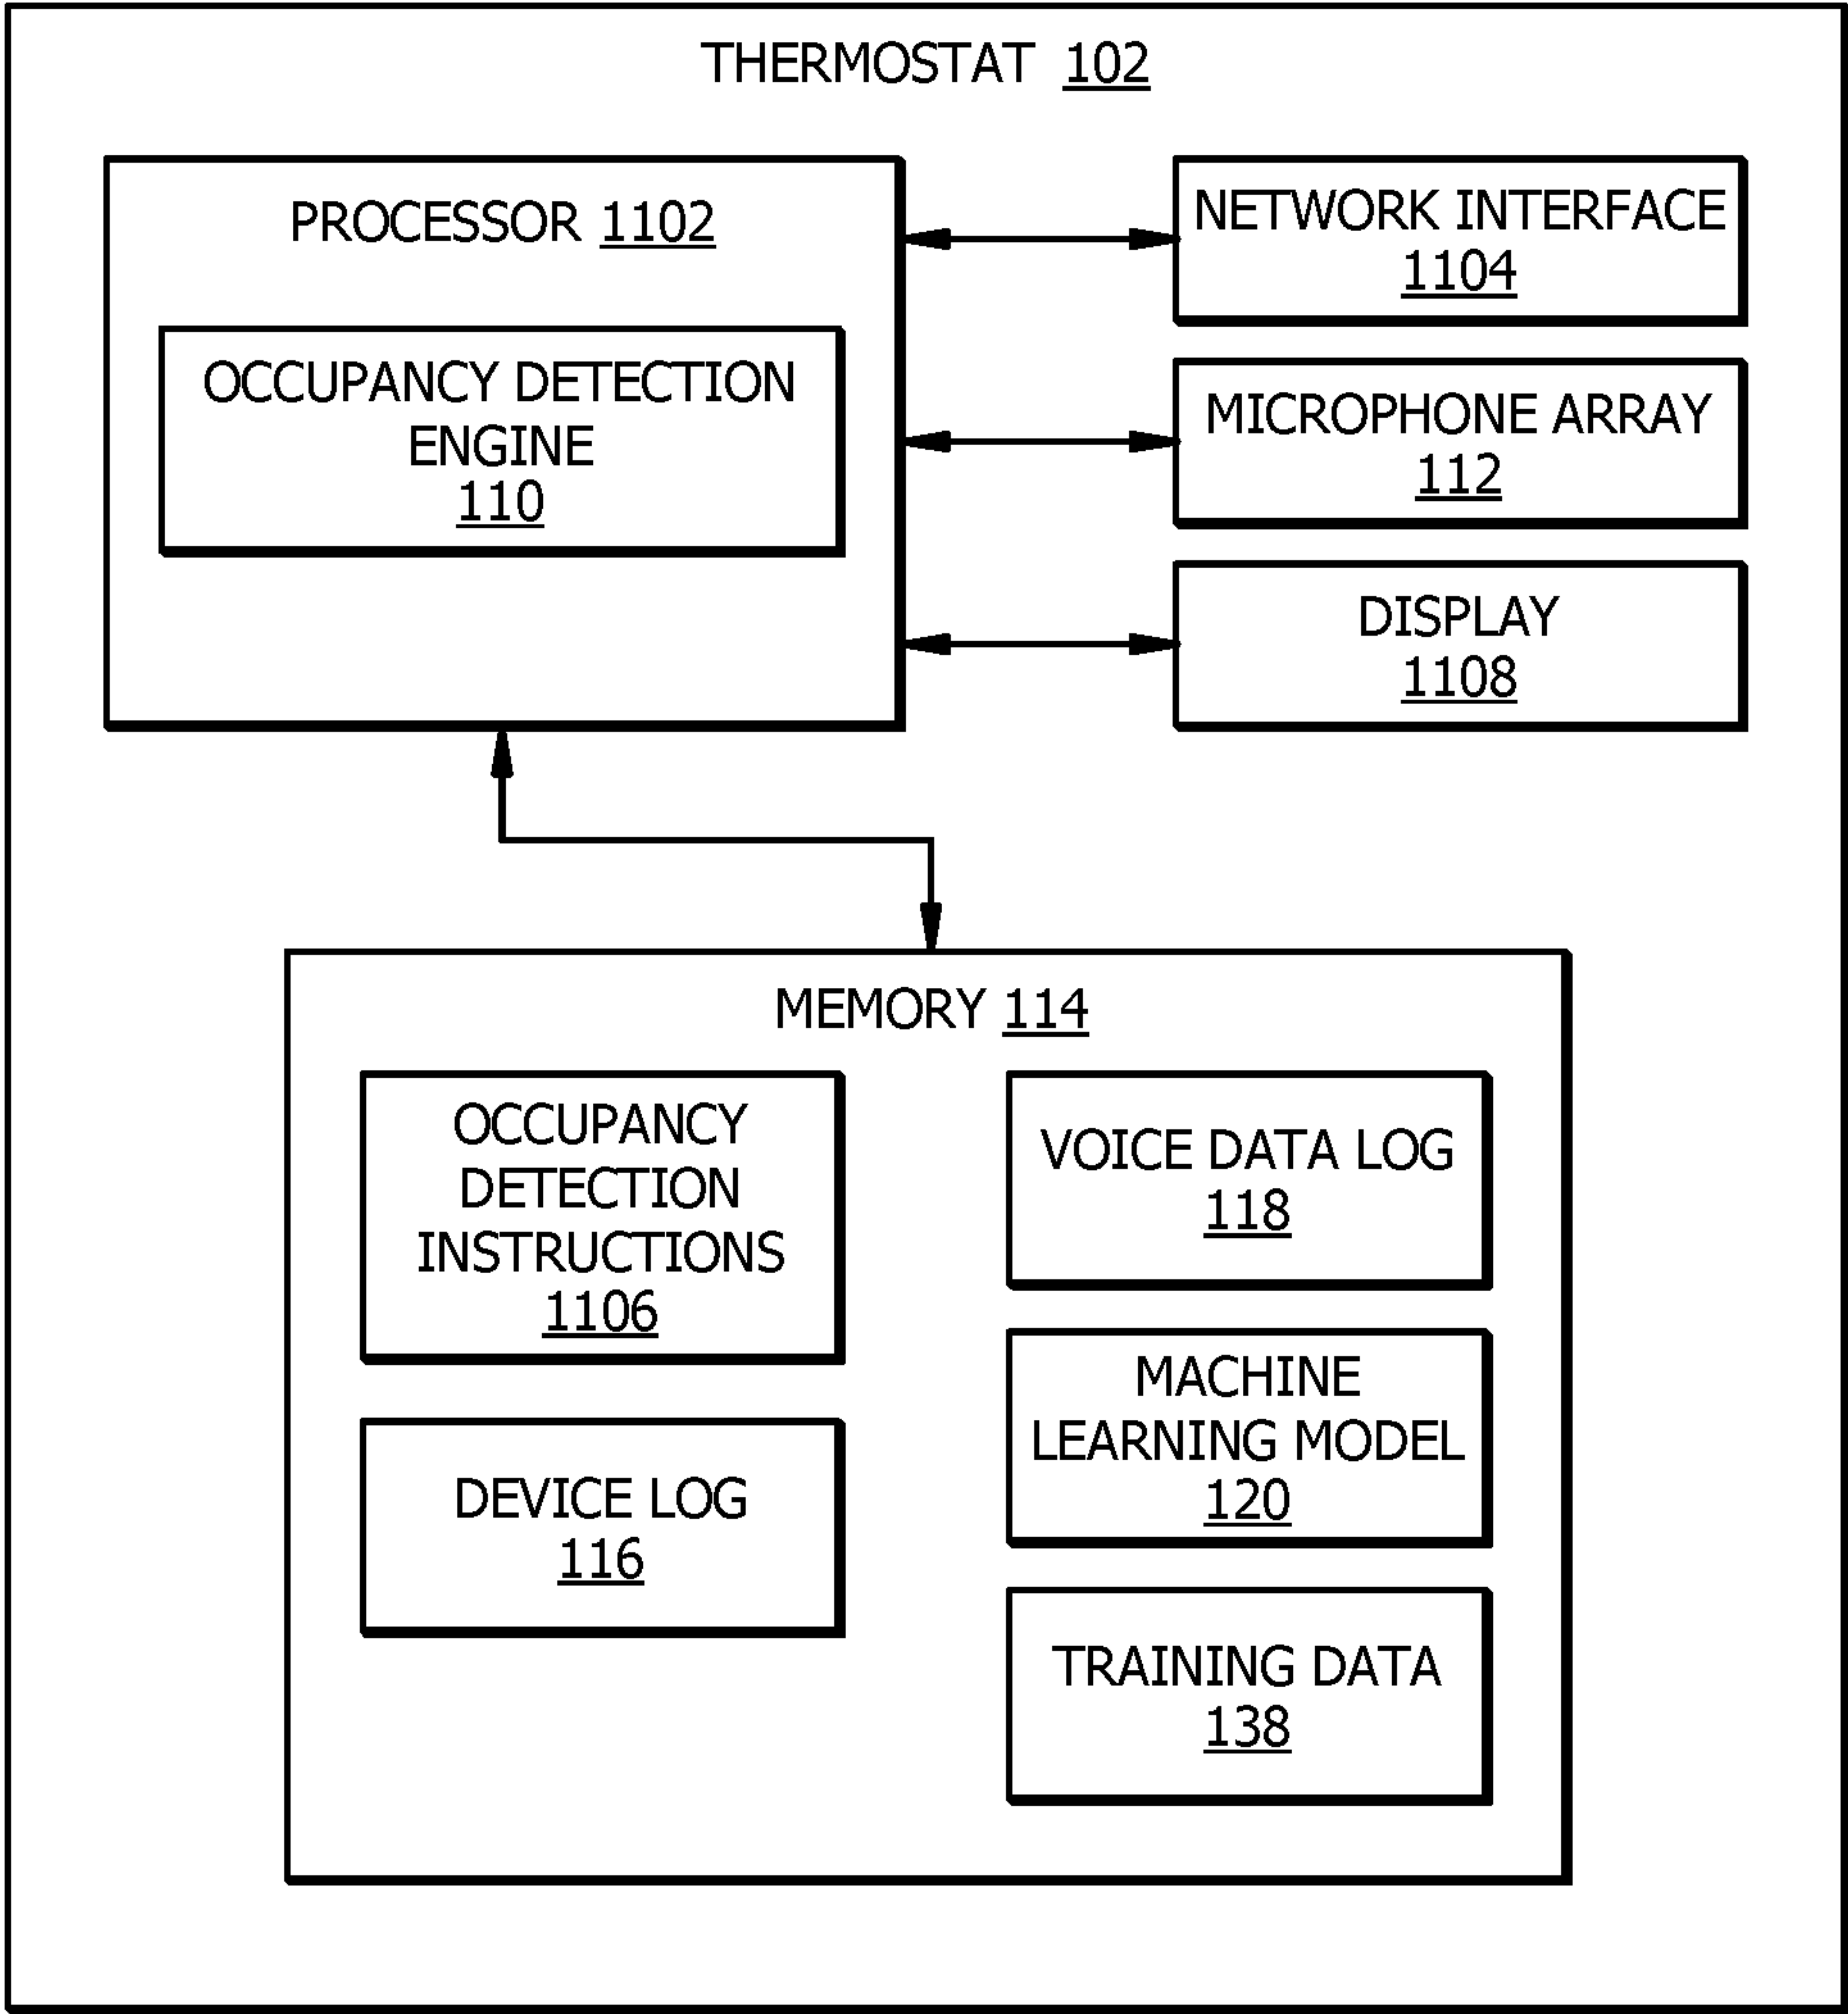 THERMOSTAT 102
PROCESSOR 1102
OCCUPANCY DETECTION
ENGINE
110
NETWORK INTERFACE
1104
MICROPHONE ARRAY
112
DISPLAY
1108
MEMORY 114
OCCUPANCY
DETECTION
INSTRUCTIONS
1106
DEVICE LOG
116
VOICE DATA LOG
118
MACHINE
LEARNING MODEL
120
TRAINING DATA
138